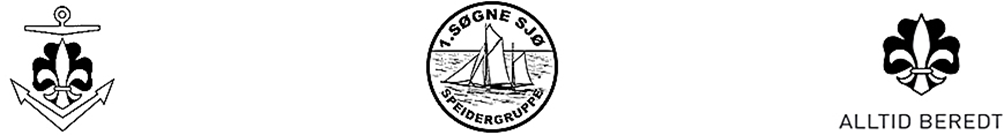 1.SØGNE SJØ
SPEIDERGRUPPE
ALLTID BEREDT